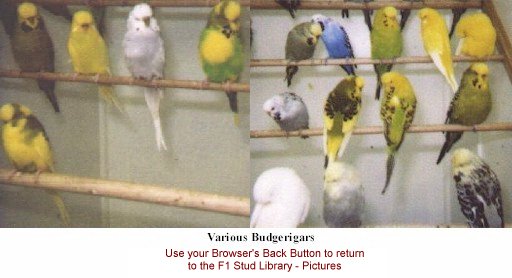 Various Budgerigars
Use your Browser's Back Button to return
to the F1 Stud Library - Pictures